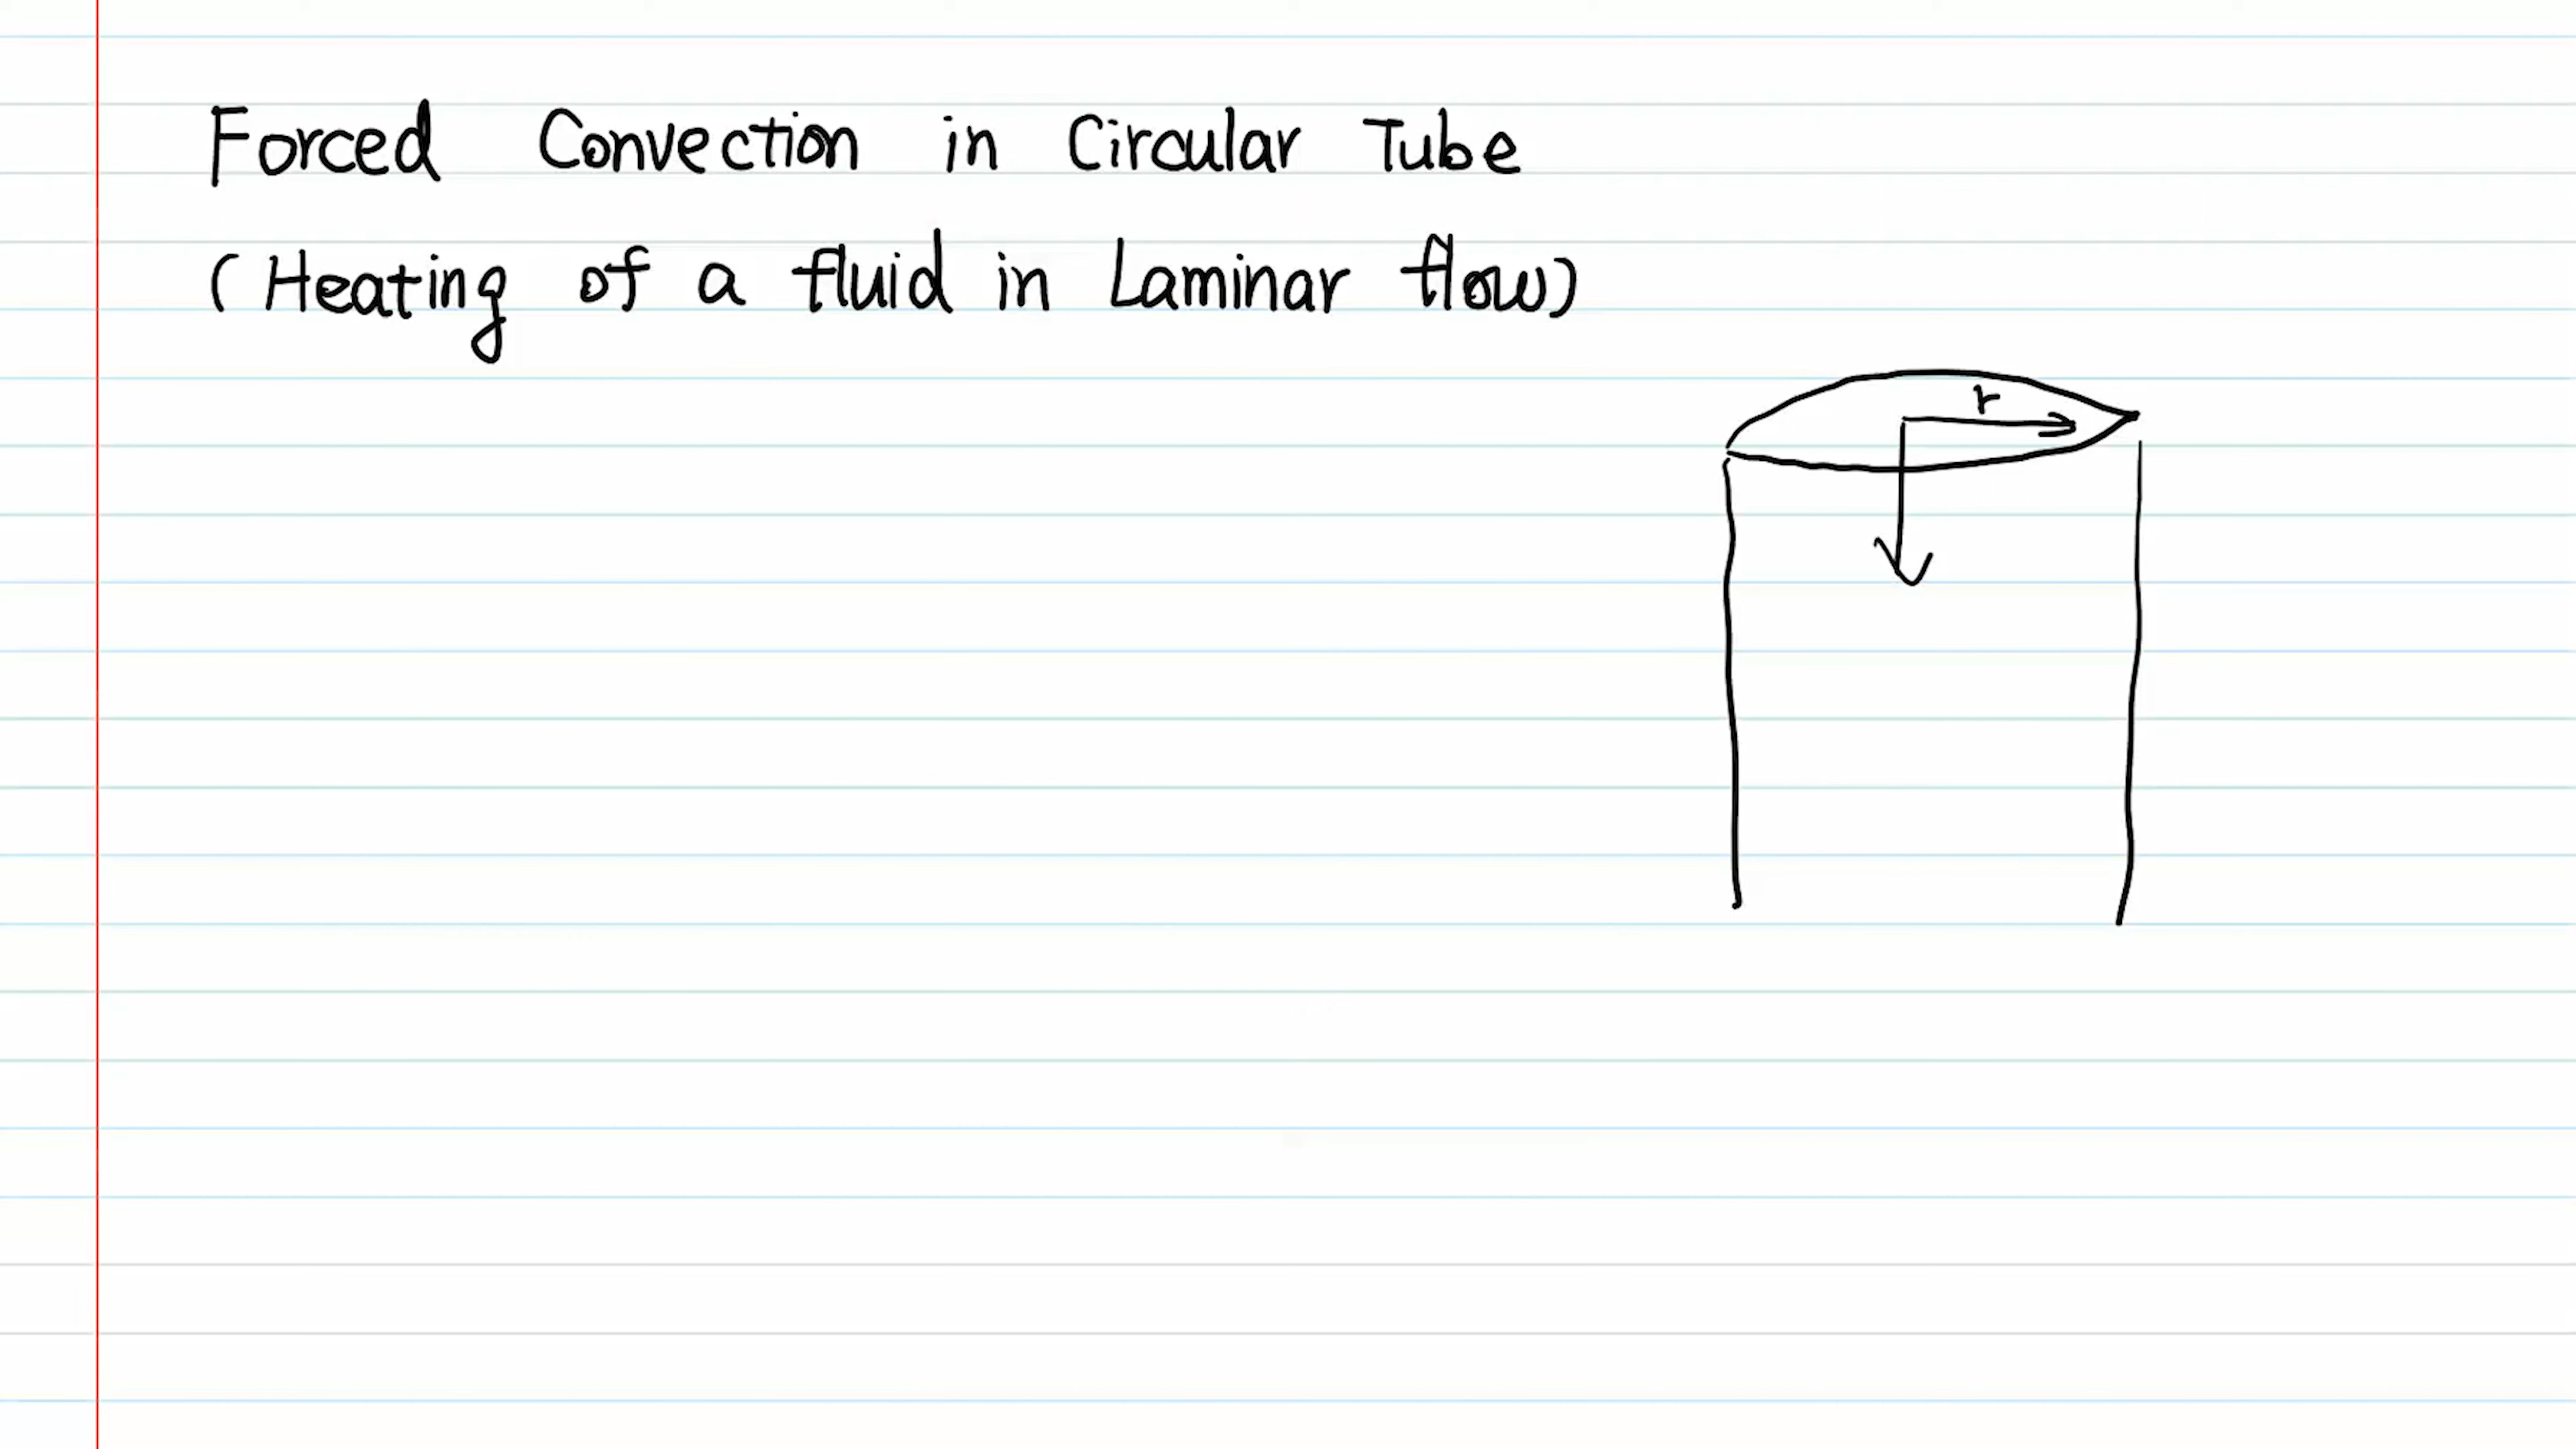 Forced Convection in Circular Tube
(Heating of a fluid in Laminar flow)
r